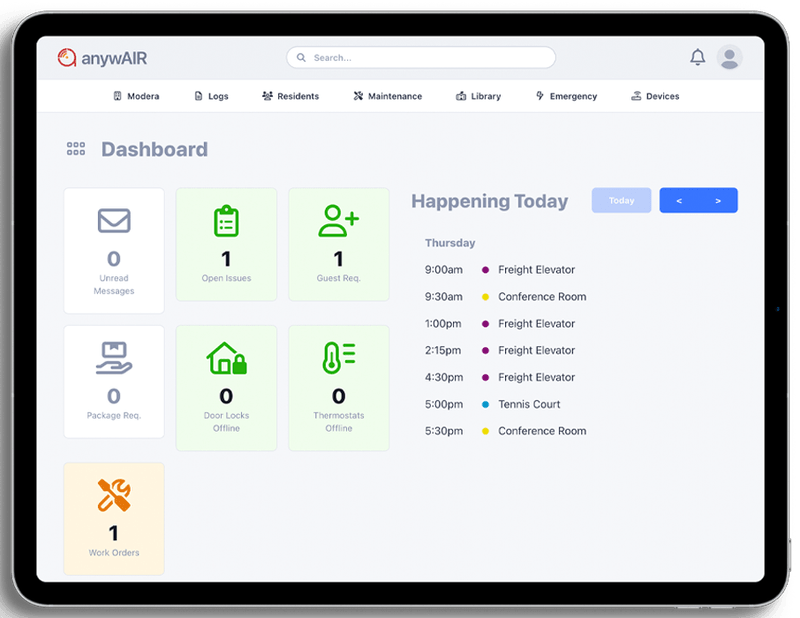 anywAIR
Search...
Modera Logs Residents Maintenance Library Emergency Devices
Dashboard
0
Unread
Messages
1
Open Issues
1
Guest Req.
0
Package Req.
0
Door Locks
Offline
0
Thermostats
Offline
1
Work Orders
Happening Today
Today
< >
Thursday
9:00am Freight Elevator
9:30am Conference Room
1:00pm Freight Elevator
2:15pm Freight Elevator
4:30pm Freight Elevator
5:00pm Tennis Court
5:30pm Conference Room